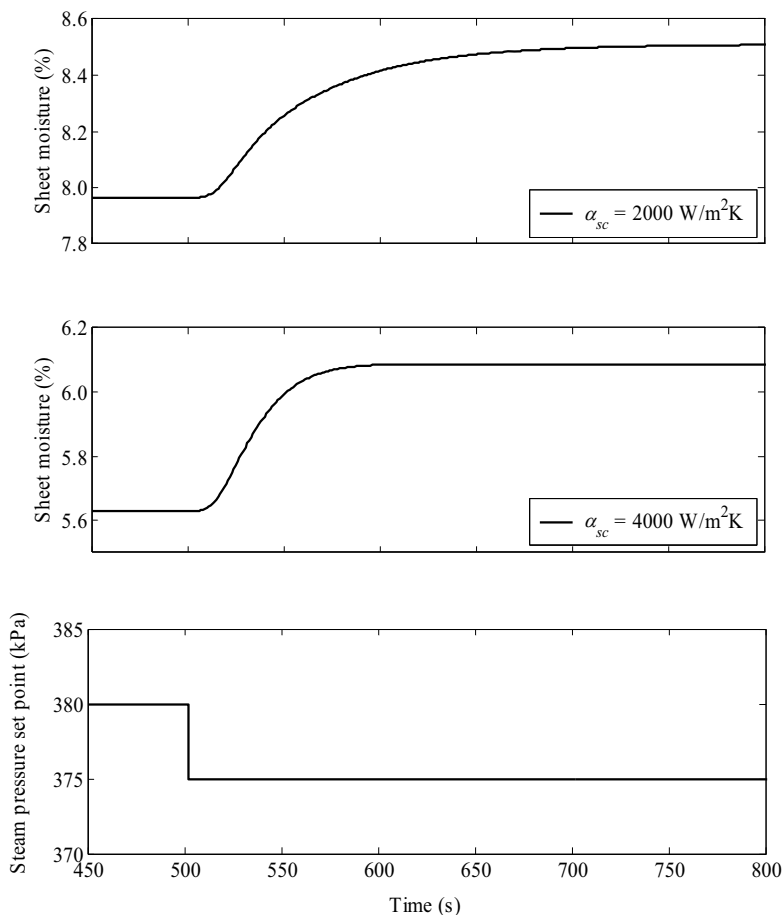 8.6
8.4
8.2
8.0
7.8
Sheet moisture (%)
α_sc = 2000 W/m²K
6.2
6.0
5.8
5.6
Sheet moisture (%)
α_sc = 4000 W/m²K
385
380
375
370
Steam pressure set point (kPa)
450 500 550 600 650 700 750 800
Time (s)